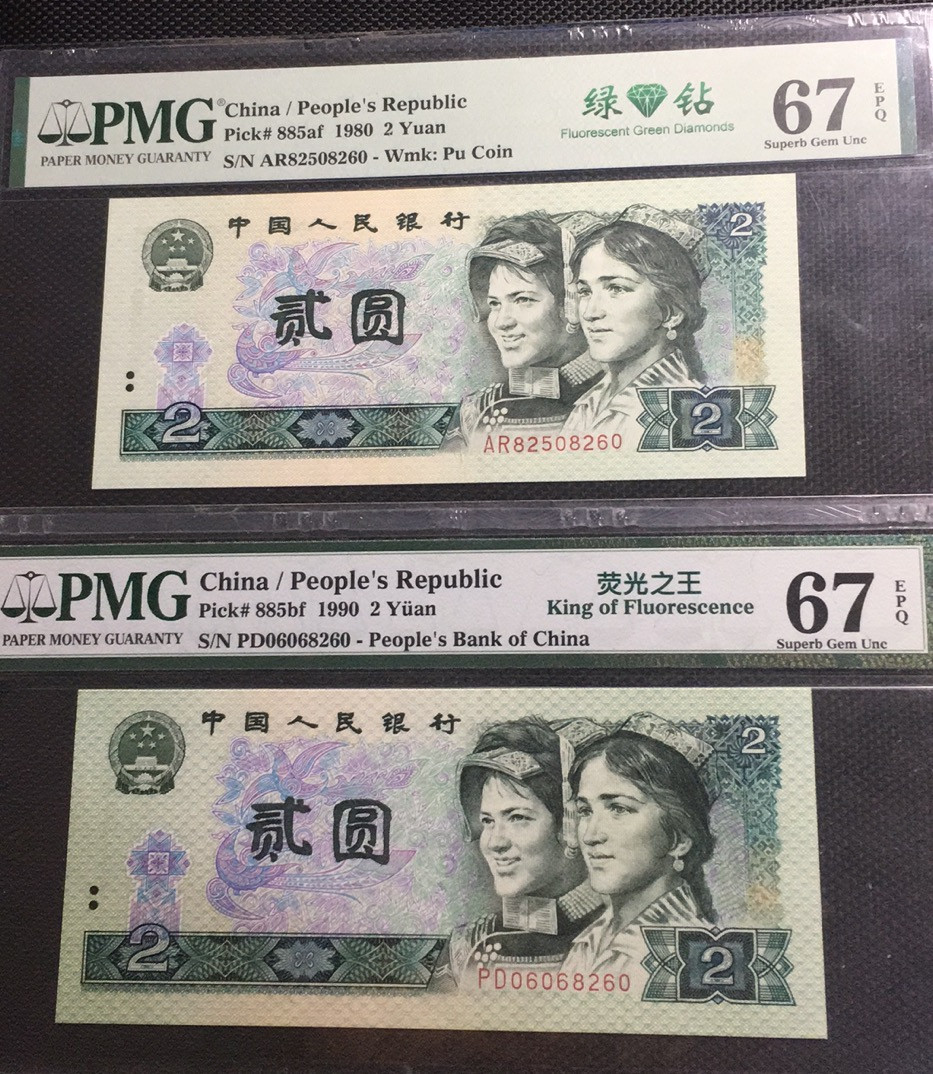 PMG®
PAPER MONEY GUARANTY
China / People's Republic
Pick# 885af 1980 2 Yuan
S/N AR82508260 - Wmk: Pu Coin
绿 钻
Fluorescent Green Diamonds
67
EPQ
Superb Gem Unc
中国人民银行
2
贰圆
2
2
AR82508260
PMG
PAPER MONEY GUARANTY
China / People's Republic
Pick# 885bf 1990 2 Yüan
S/N PD06068260 - People's Bank of China
荧光之王
King of Fluorescence
67
EPQ
Superb Gem Unc
中国人民银行
2
贰圆
2
2
PD06068260